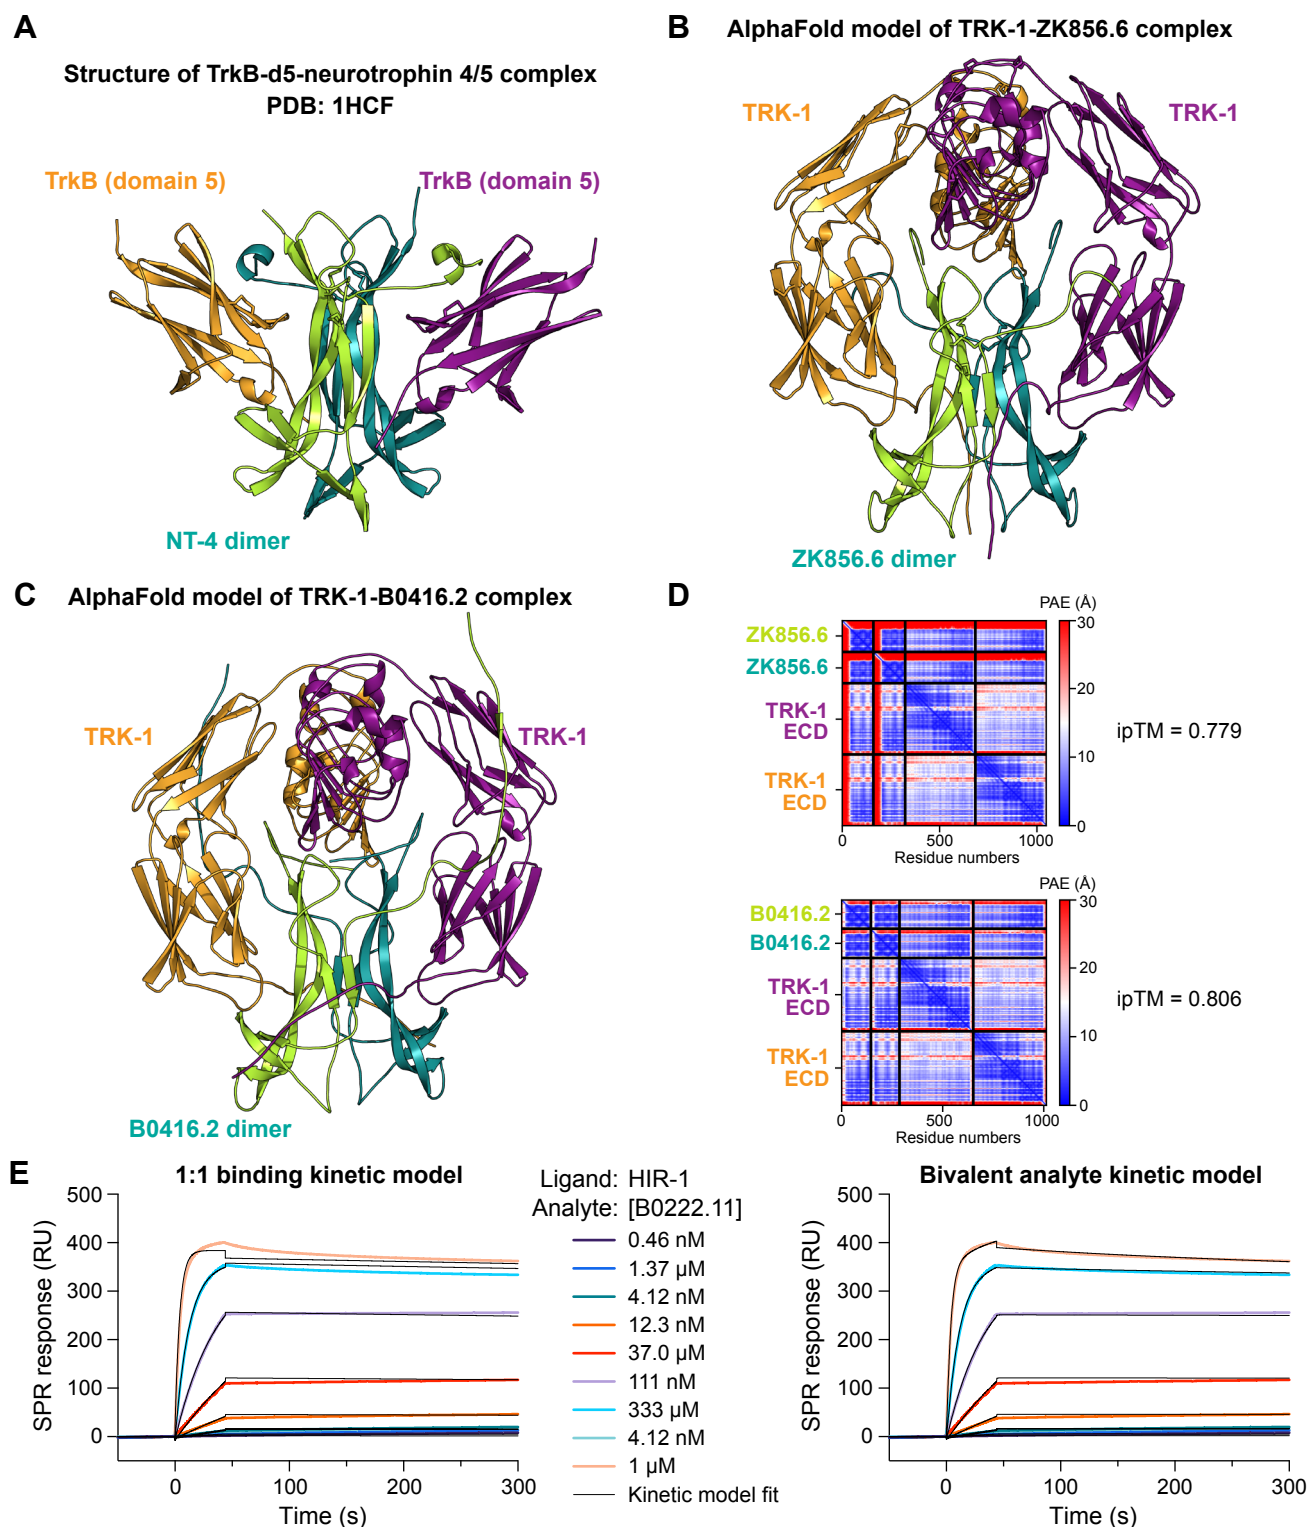 A
Structure of TrkB-d5-neurotrophin 4/5 complex
PDB: 1HCF
TrkB (domain 5)
TrkB (domain 5)
NT-4 dimer
B
AlphaFold model of TRK-1-ZK856.6 complex
TRK-1
TRK-1
ZK856.6 dimer
C
AlphaFold model of TRK-1-B0416.2 complex
TRK-1
TRK-1
B0416.2 dimer
D
PAE (Å)
ZK856.6
ZK856.6
TRK-1
ECD
TRK-1
ECD
30
20
10
0
0
500
1000
Residue numbers
ipTM = 0.779
PAE (Å)
B0416.2
B0416.2
TRK-1
ECD
TRK-1
ECD
30
20
10
0
0
500
1000
Residue numbers
ipTM = 0.806
E
1:1 binding kinetic model
SPR response (RU)
500
400
300
200
100
0
0
100
200
300
Time (s)
Ligand: HIR-1
Analyte: [B0222.11]
0.46 nM
1.37 µM
4.12 nM
12.3 nM
37.0 µM
111 nM
333 µM
4.12 nM
1 µM
Kinetic model fit
Bivalent analyte kinetic model
SPR response (RU)
500
400
300
200
100
0
0
100
200
300
Time (s)